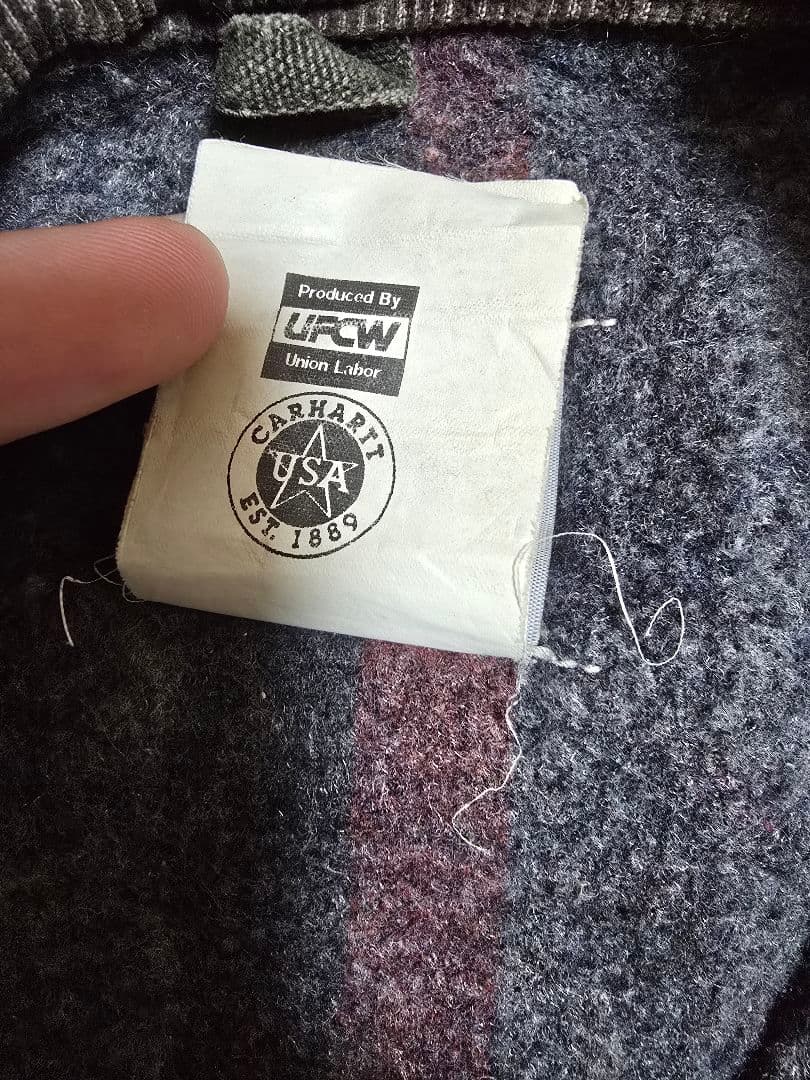 Produced By
UFCW
Union Labor
CARHARTT
USA
EST. 1889